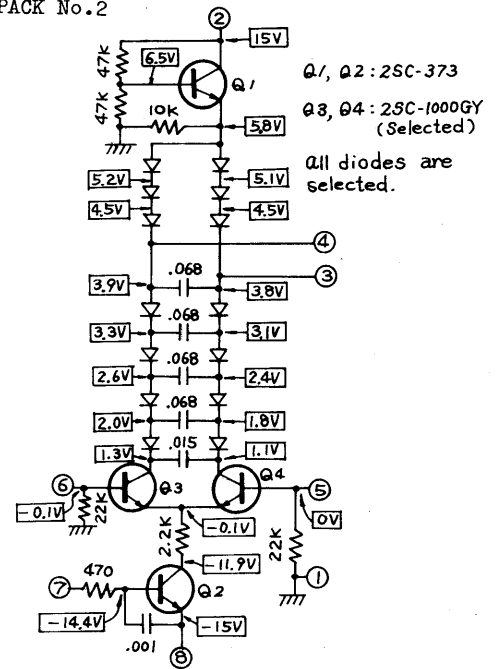 PACK No.2
2
15V
47K
6.5V
Q1
Q1, Q2 : 2SC-373
47K
10K
5.8V
Q3, Q4 : 2SC-1000GY
(Selected)
all diodes are
selected.
5.2V
5.1V
4.5V
4.5V
4
3
.068
3.9V
3.8V
.068
3.3V
3.1V
.068
2.6V
2.4V
.068
2.0V
1.8V
.015
1.3V
1.1V
6
Q3
Q4
5
-0.1V
22K
-0.1V
0V
2.2K
22K
-11.9V
1
7
470
Q2
-14.4V
-15V
.001
8